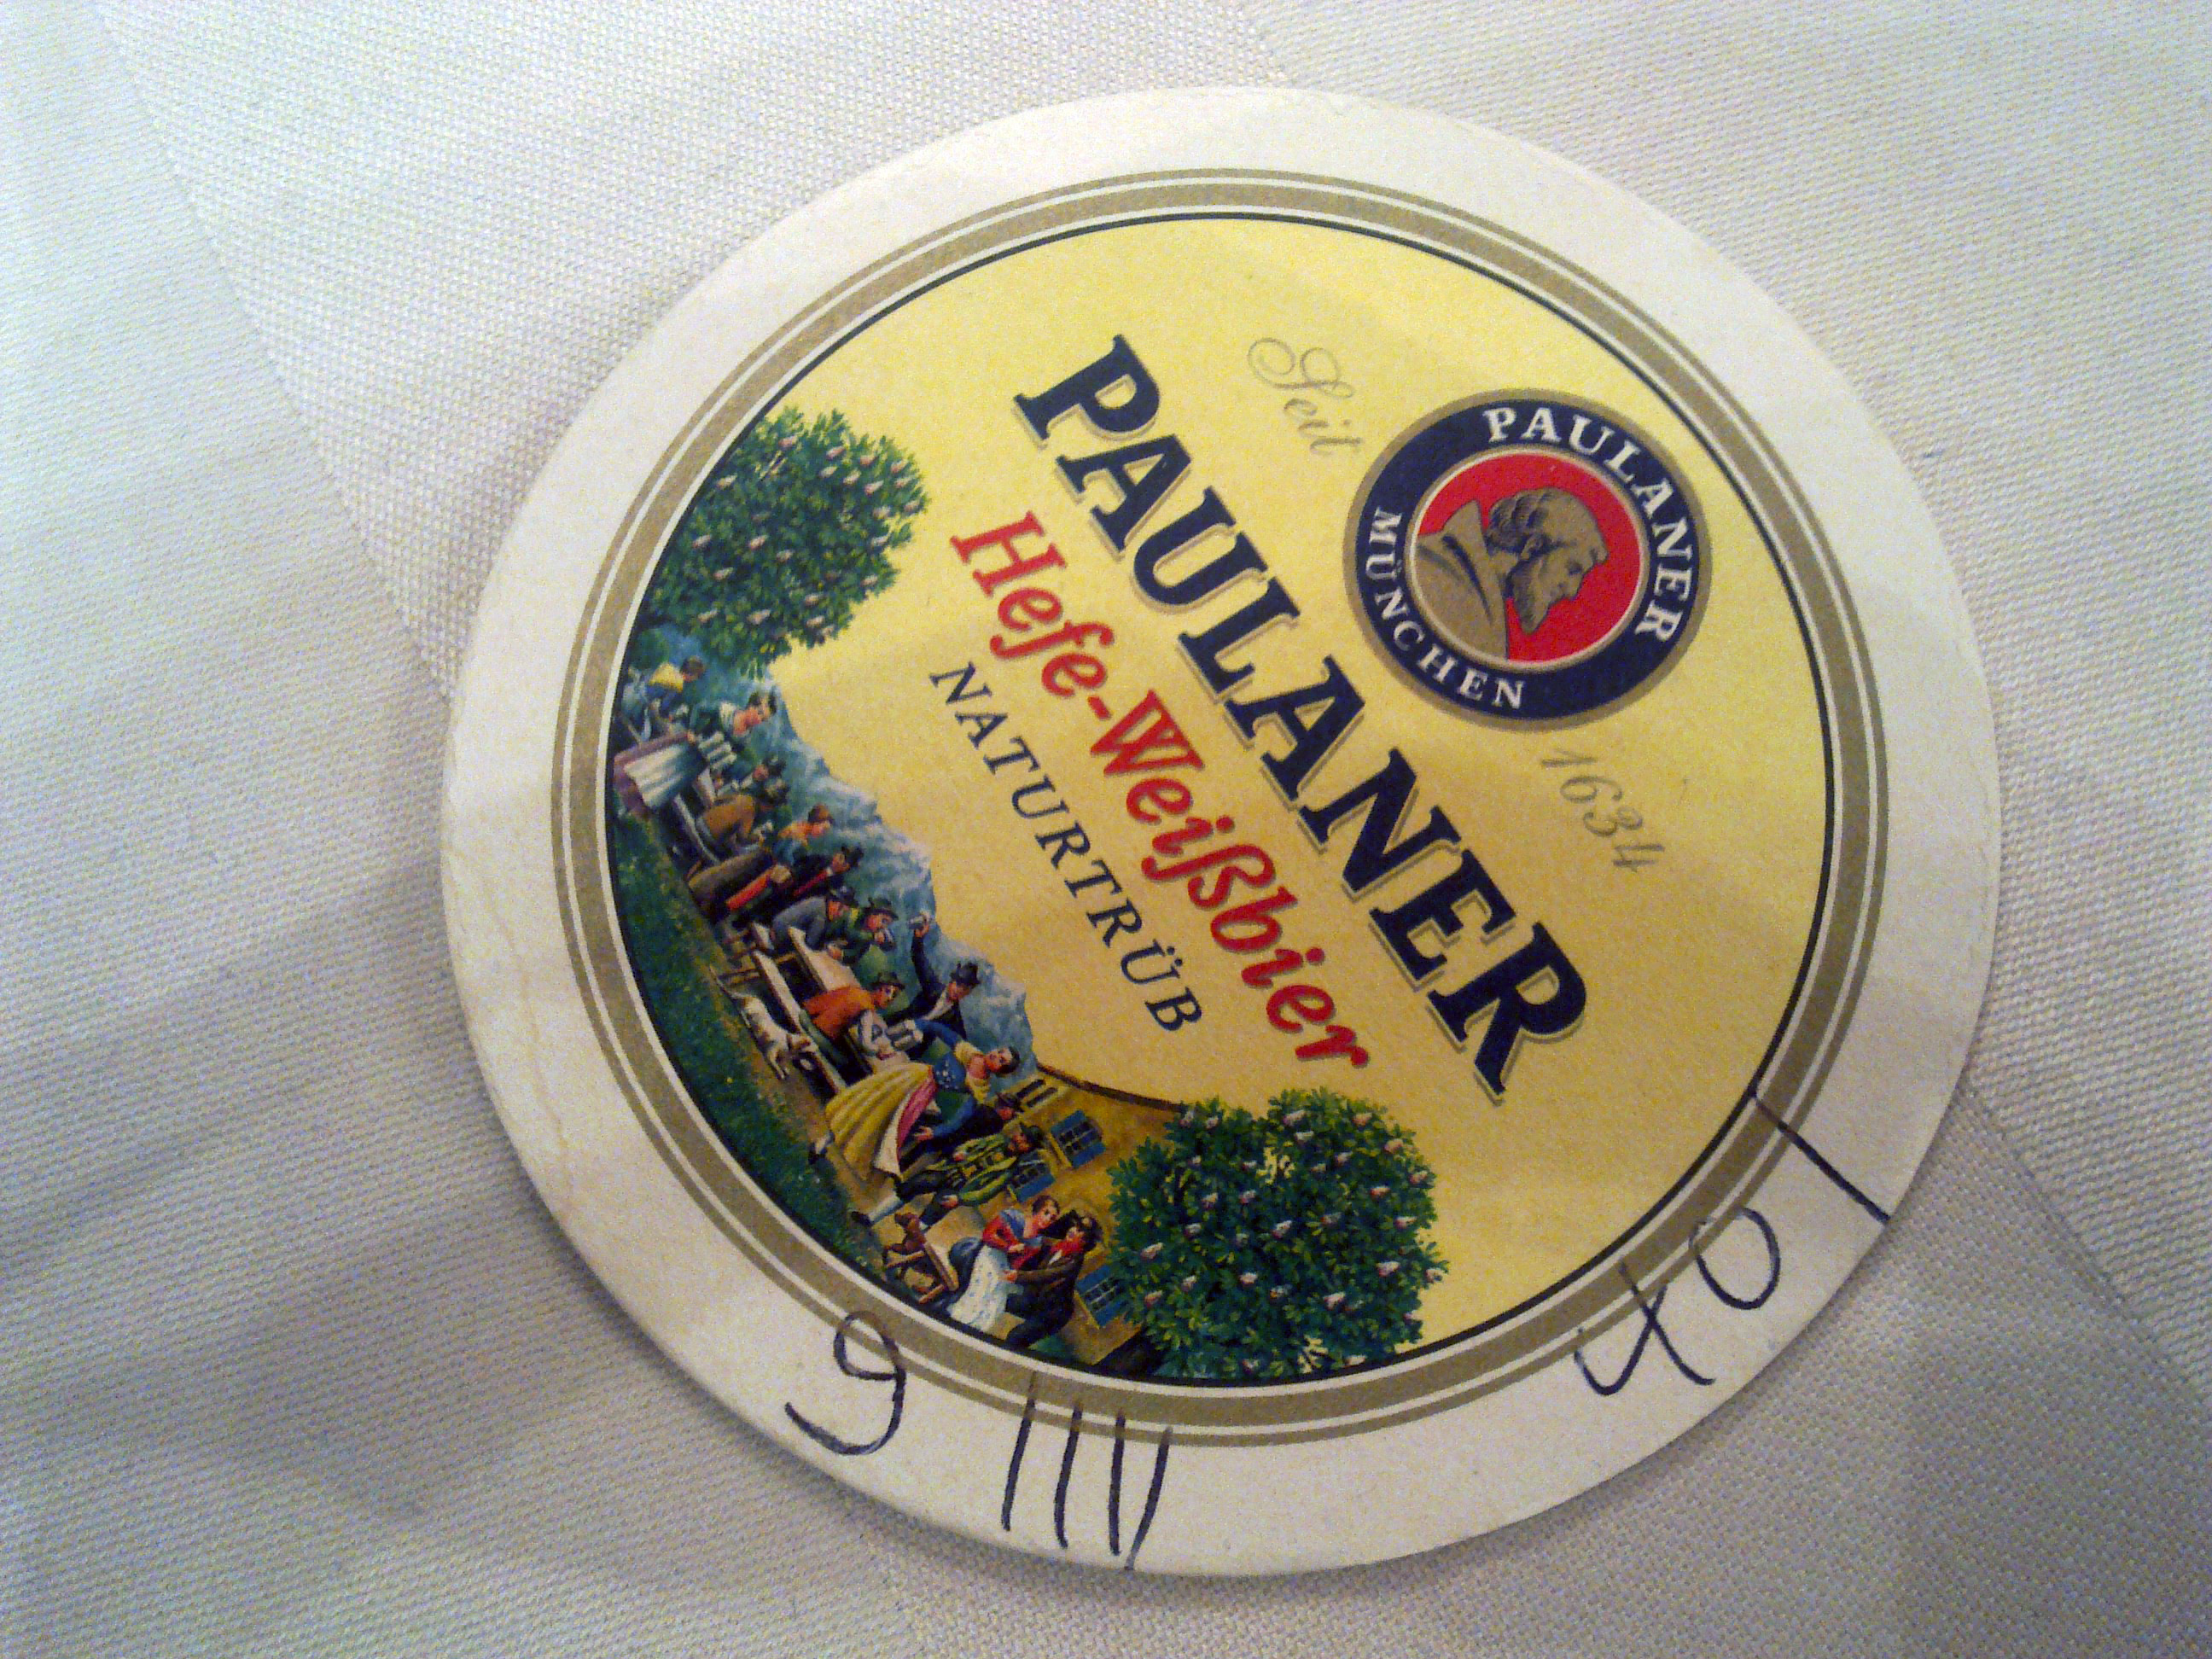 PAULANER
MÜNCHEN
Seit 1634
PAULANER
Hefe-Weißbier
NATURTRÜB
9 |||| 40 |